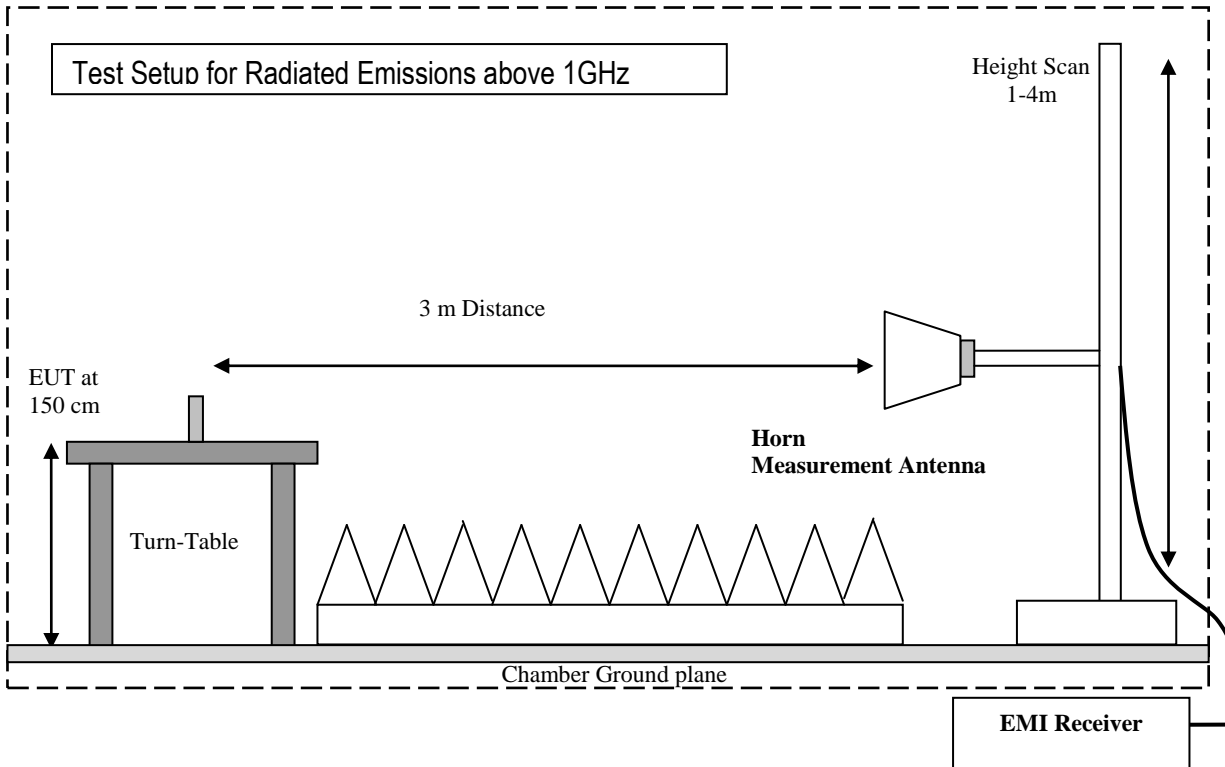 Test Setup for Radiated Emissions above 1GHz
Height Scan
1-4m
3 m Distance
EUT at
150 cm
Horn
Measurement Antenna
Turn-Table
Chamber Ground plane
EMI Receiver